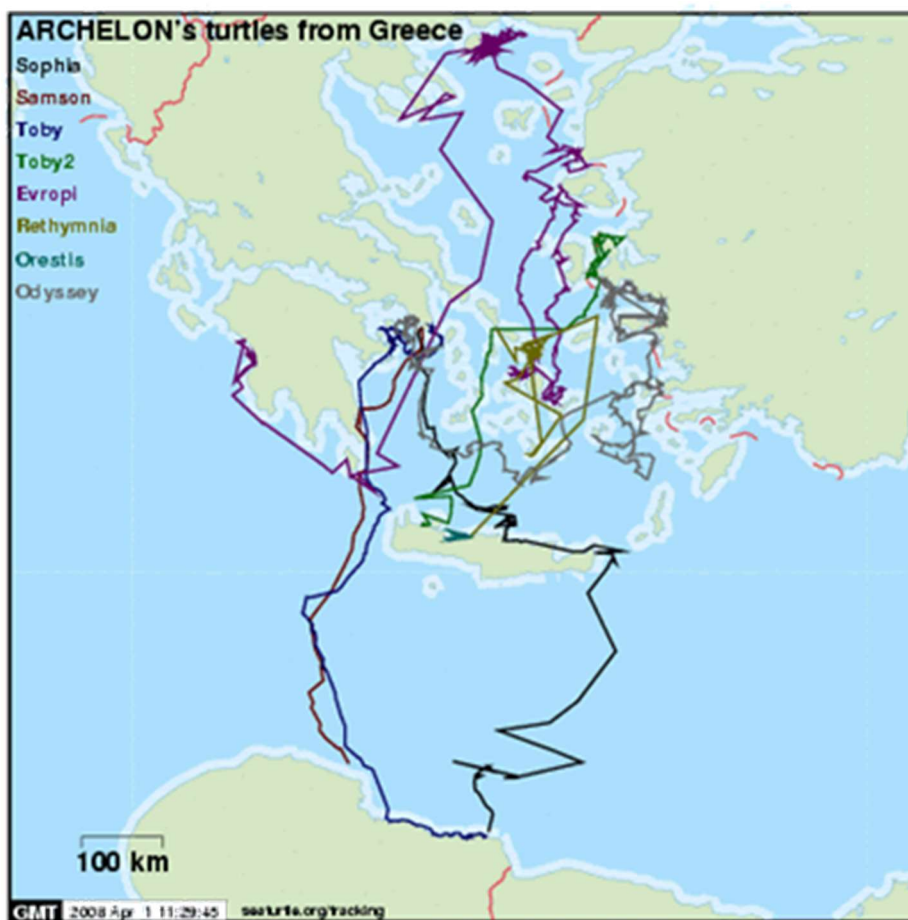 ARCHELON's turtles from Greece
Sophia
Samson
Toby
Toby2
Evropi
Rethymnia
Orestis
Odyssey
100 km
GMT 2008 Apr 1 11:29:45 seaturtle.org/tracking